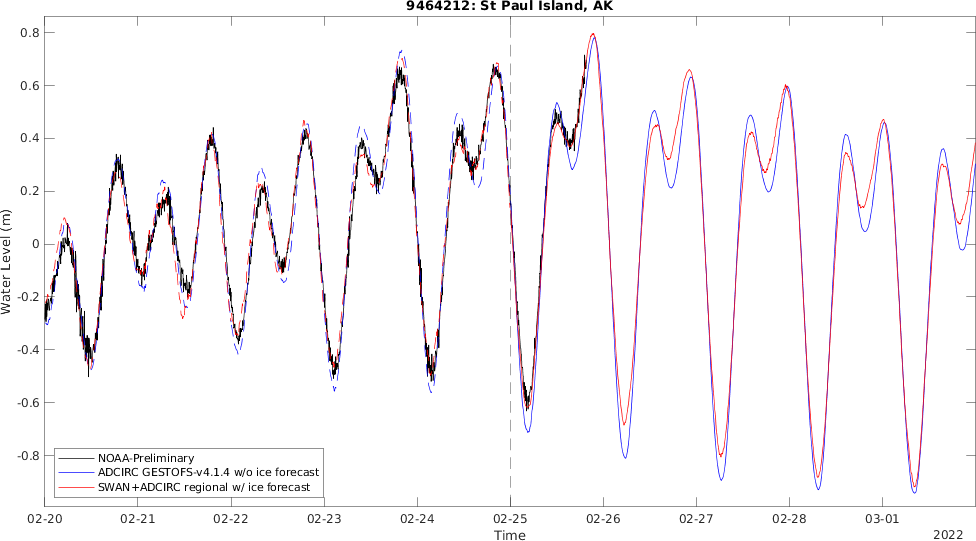 9464212: St Paul Island, AK
0.8
0.6
0.4
0.2
0
-0.2
-0.4
-0.6
-0.8
Water Level (m)
NOAA-Preliminary
ADCIRC GESTOFS-v4.1.4 w/o ice forecast
SWAN+ADCIRC regional w/ ice forecast
02-20 02-21 02-22 02-23 02-24 02-25 02-26 02-27 02-28 03-01
Time
2022